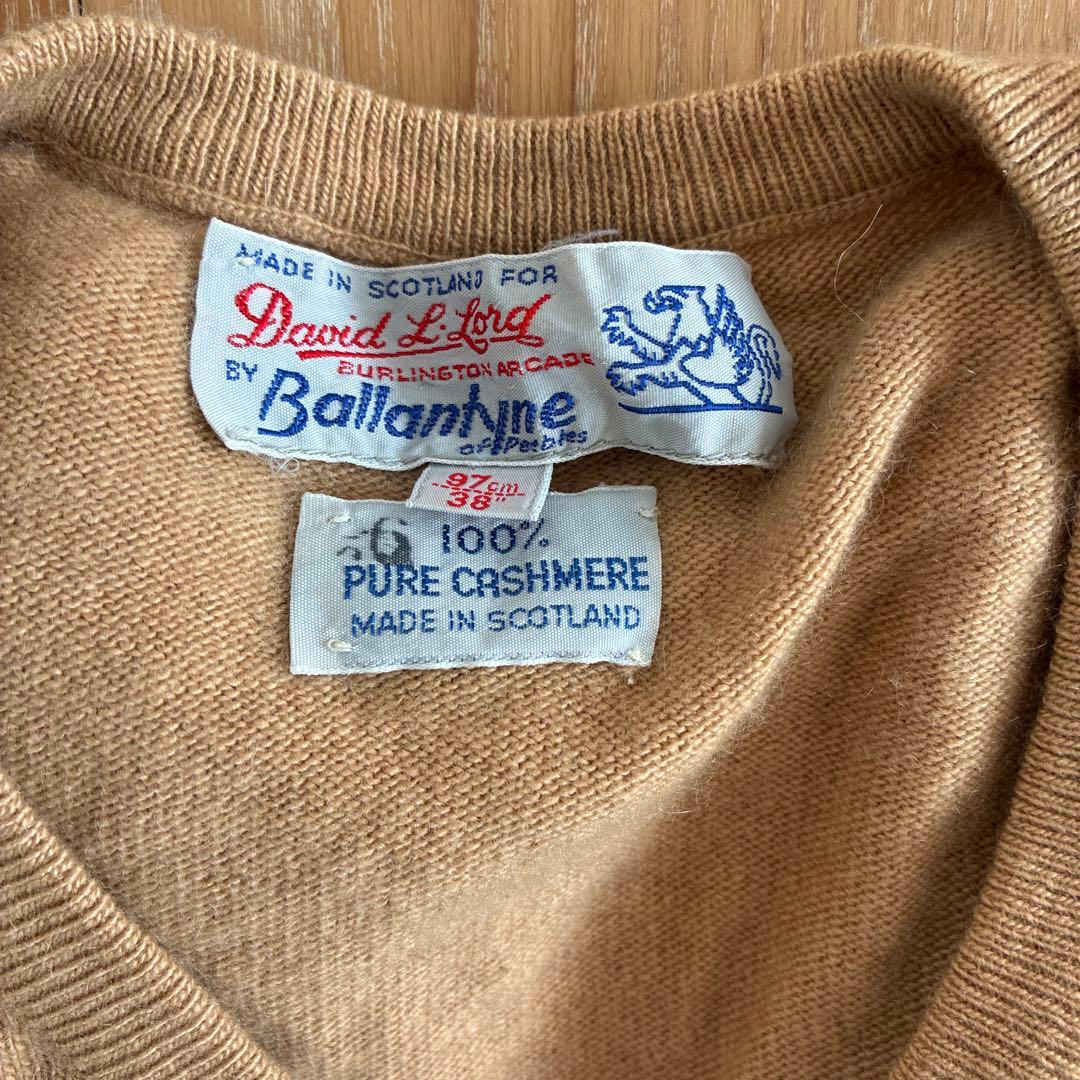 MADE IN SCOTLAND FOR
David L. Lord
BURLINGTON ARCADE
BY Ballantyne
of Peebles
97cm
38"
6 100%
PURE CASHMERE
MADE IN SCOTLAND